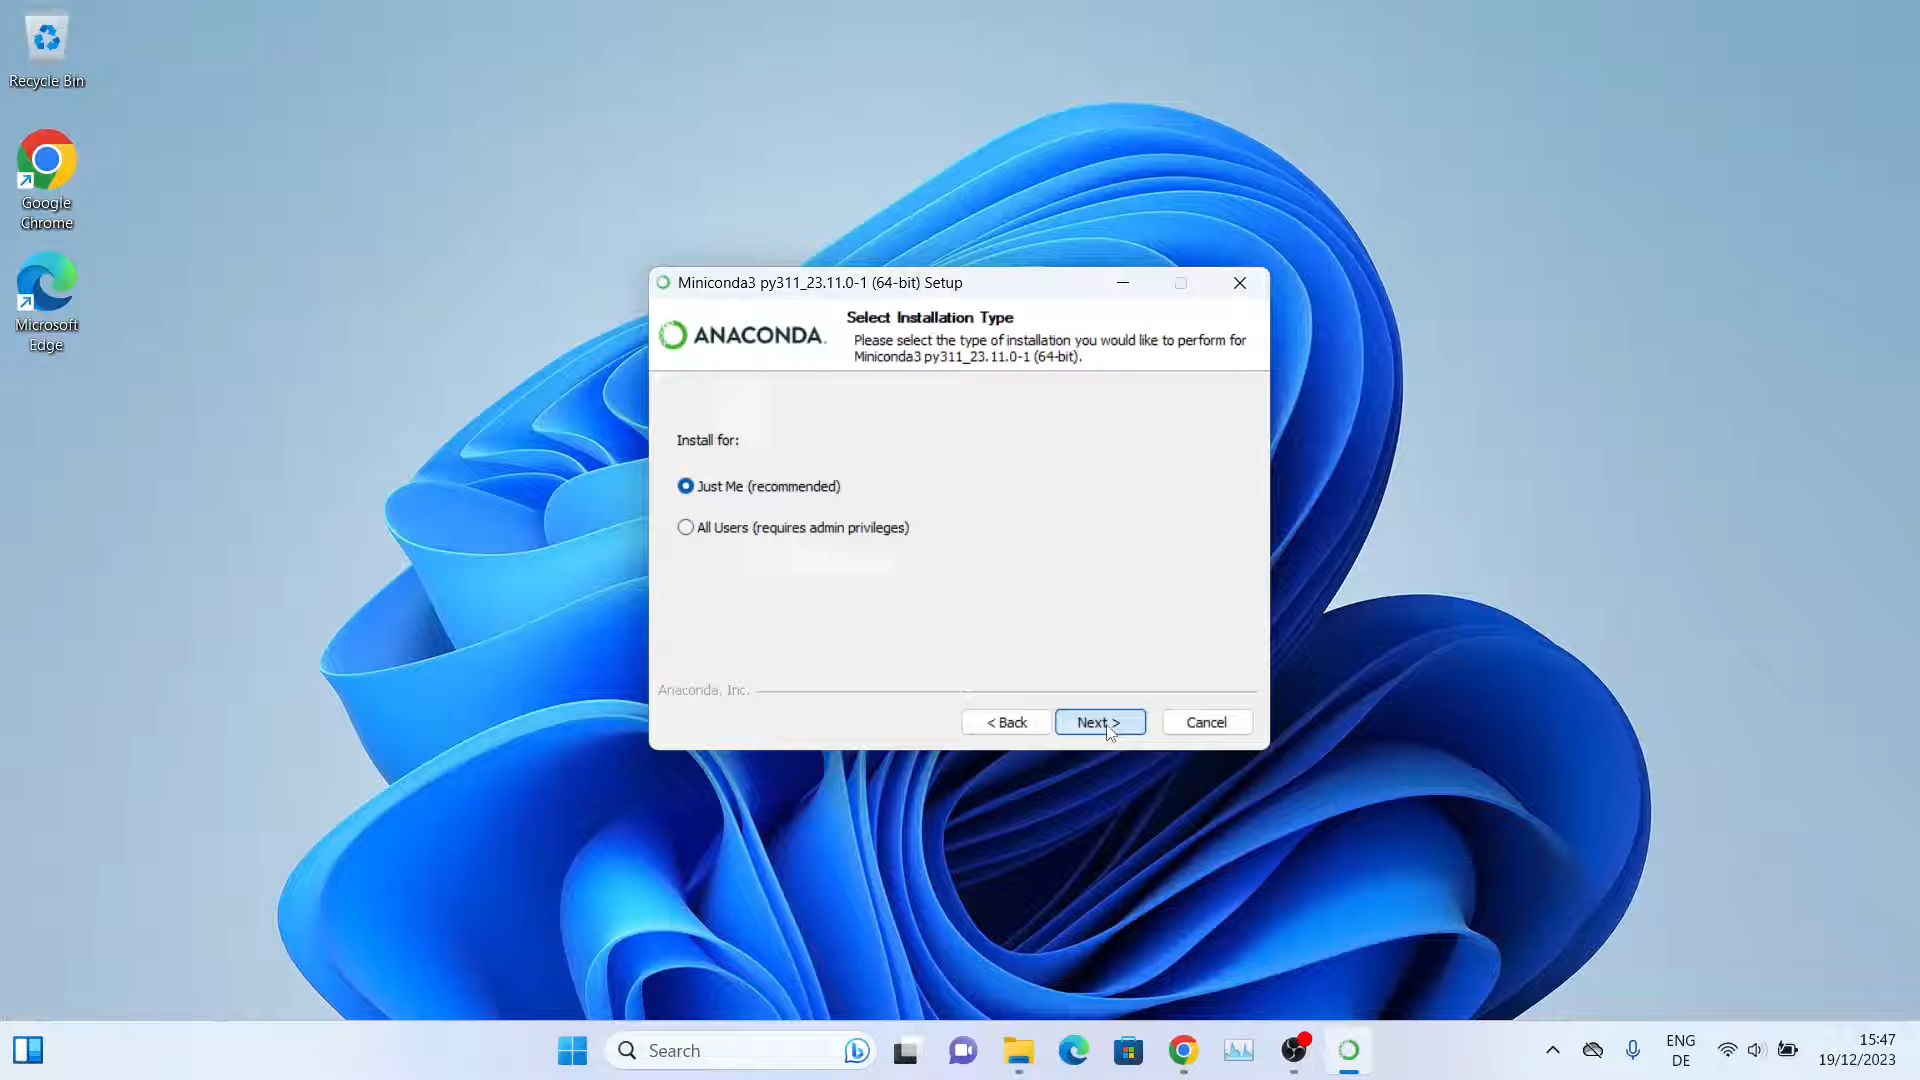 Recycle Bin
Google
Chrome
Microsoft
Edge
Miniconda3 py311_23.11.0-1 (64-bit) Setup
ANACONDA.
Select Installation Type
Please select the type of installation you would like to perform for
Miniconda3 py311_23.11.0-1 (64-bit).
Install for:
Just Me (recommended)
All Users (requires admin privileges)
Anaconda, Inc.
< Back
Next >
Cancel
Search
ENG
DE
15:47
19/12/2023